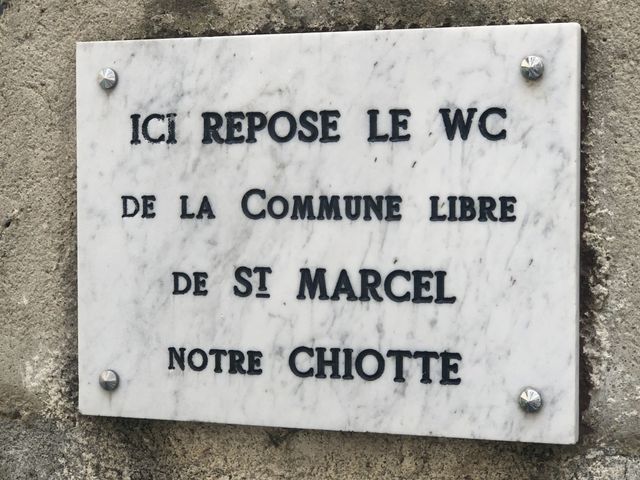 ICI REPOSE LE WC
DE LA COMMUNE LIBRE
DE ST MARCEL
NOTRE CHIOTTE